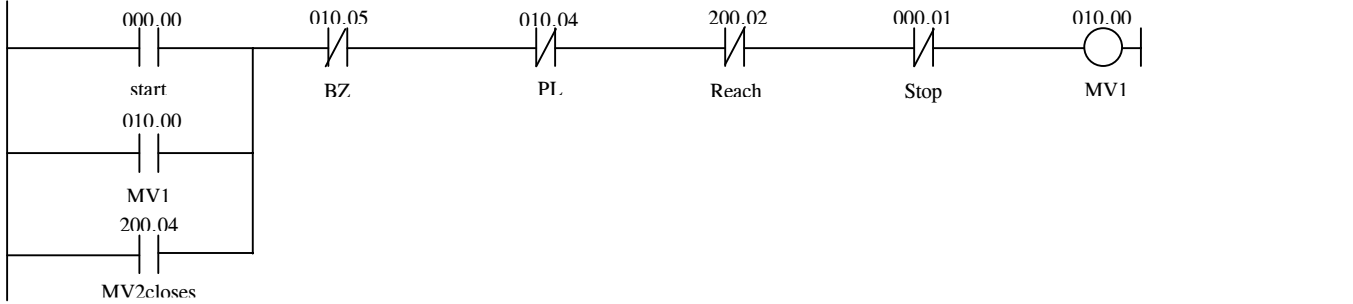 000.00 010.05 010.04 200.02 000.01 010.00
start BZ PL Reach Stop MV1
010.00
MV1
200.04
MV2closes